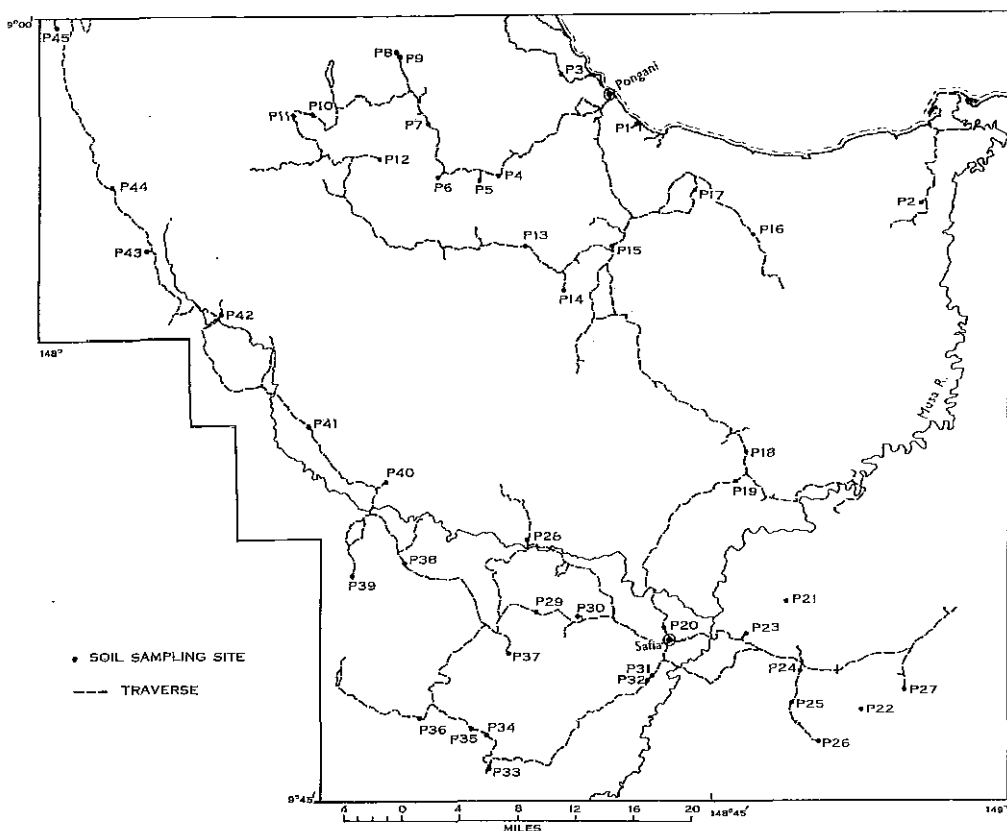 9°00'
P45
P8
P9
P3
Pongani
P10
P11
P7
P1
P12
P6
P5
P4
P44
P17
P2
P16
P43
P13
P15
P14
P42
148°
Musa R.
P41
P18
P40
P19
P26
P38
P39
P21
P29
P30
P20
P23
Safia
P37
P31
P32
P24
P27
P25
P22
P36
P35
P34
P26
P33
SOIL SAMPLING SITE
TRAVERSE
9°45'
4 0 4 8 12 16 20
148°45'
149°
MILES